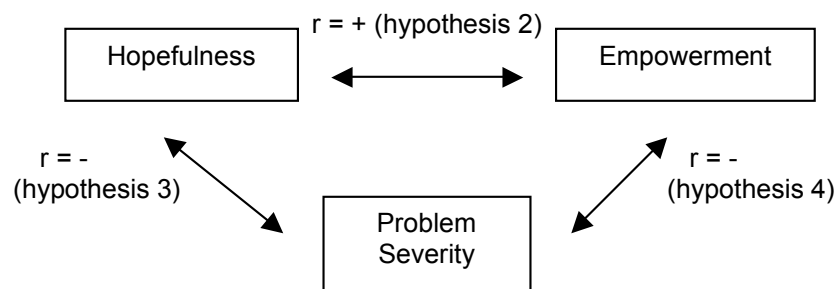 r = + (hypothesis 2)
Hopefulness
Empowerment
r = -
(hypothesis 3)
r = -
(hypothesis 4)
Problem
Severity